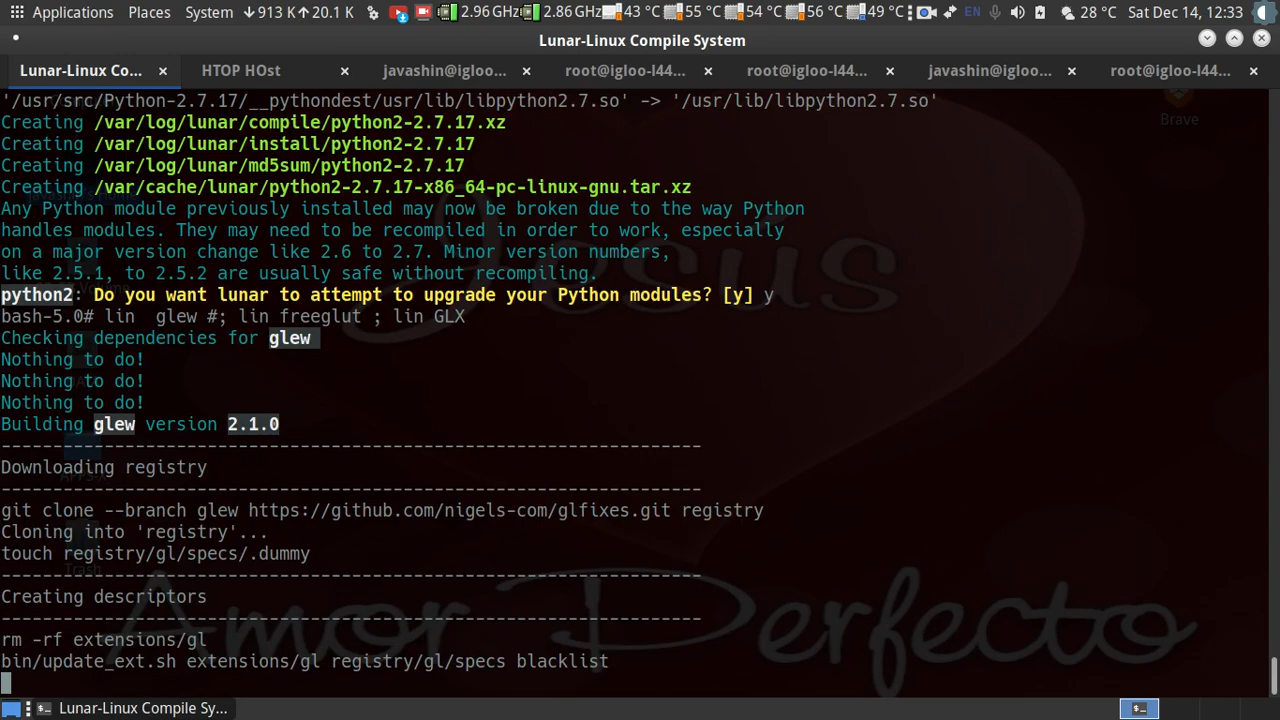 Applications Places System 913 K 20.1 K 2.96 GHz 2.86 GHz 43 °C 55 °C 54 °C 56 °C 49 °C EN 28 °C Sat Dec 14, 12:33
Lunar-Linux Compile System
Lunar-Linux Co... × HTOP HOst × javashin@igloo... × root@igloo-l44... × root@igloo-l44... × javashin@igloo... × root@igloo-l44... ×
'/usr/src/Python-2.7.17/__pythondest/usr/lib/libpython2.7.so' -> '/usr/lib/libpython2.7.so'
Brave
Creating /var/log/lunar/compile/python2-2.7.17.xz
Creating /var/log/lunar/install/python2-2.7.17
Creating /var/log/lunar/md5sum/python2-2.7.17
Creating /var/cache/lunar/python2-2.7.17-x86_64-pc-linux-gnu.tar.xz
Any Python module previously installed may now be broken due to the way Python
handles modules. They may need to be recompiled in order to work, especially
on a major version change like 2.6 to 2.7. Minor version numbers,
like 2.5.1, to 2.5.2 are usually safe without recompiling.
python2: Do you want lunar to attempt to upgrade your Python modules? [y] y
bash-5.0# lin  glew #; lin freeglut ; lin GLX
Checking dependencies for glew
Nothing to do!
Nothing to do!
Nothing to do!
Building glew version 2.1.0
--------------------------------------------------------------------
Downloading registry
--------------------------------------------------------------------
git clone --branch glew https://github.com/nigels-com/glfixes.git registry
Cloning into 'registry'...
touch registry/gl/specs/.dummy
Trash
--------------------------------------------------------------------
Creating descriptors
--------------------------------------------------------------------
rm -rf extensions/gl
bin/update_ext.sh extensions/gl registry/gl/specs blacklist
Jesus
Amor Perfecto
Lunar-Linux Compile Sy...